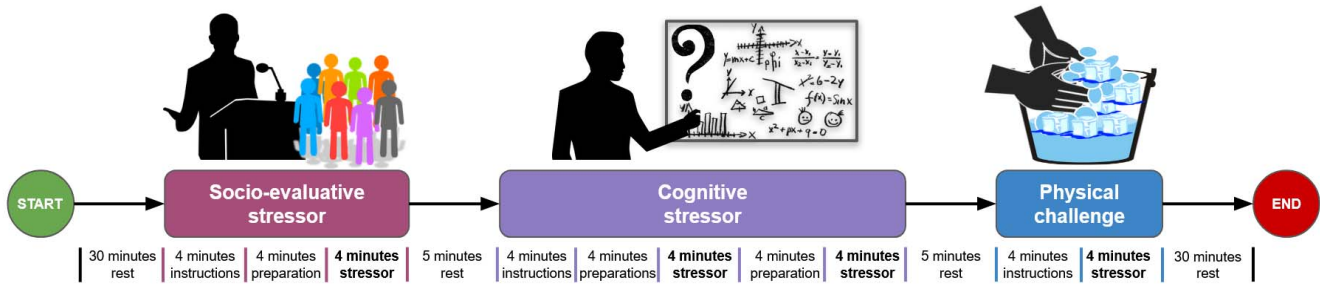 START
Socio-evaluative
stressor
Cognitive
stressor
Physical
challenge
END
30 minutes
rest
4 minutes
instructions
4 minutes
preparation
4 minutes
stressor
5 minutes
rest
4 minutes
instructions
4 minutes
preparations
4 minutes
stressor
4 minutes
preparation
4 minutes
stressor
5 minutes
rest
4 minutes
instructions
4 minutes
stressor
30 minutes
rest